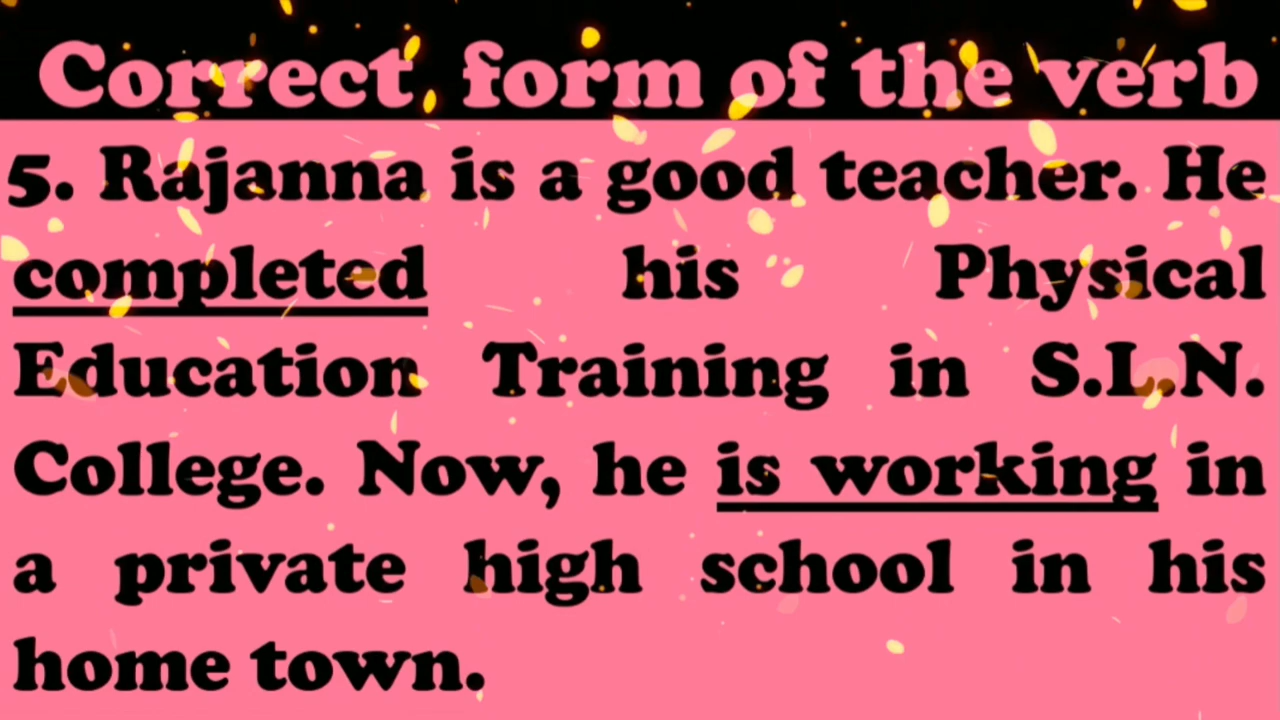 Correct form of the verb
5. Rajanna is a good teacher. He
completed his Physical
Education Training in S.L.N.
College. Now, he is working in
a private high school in his
home town.